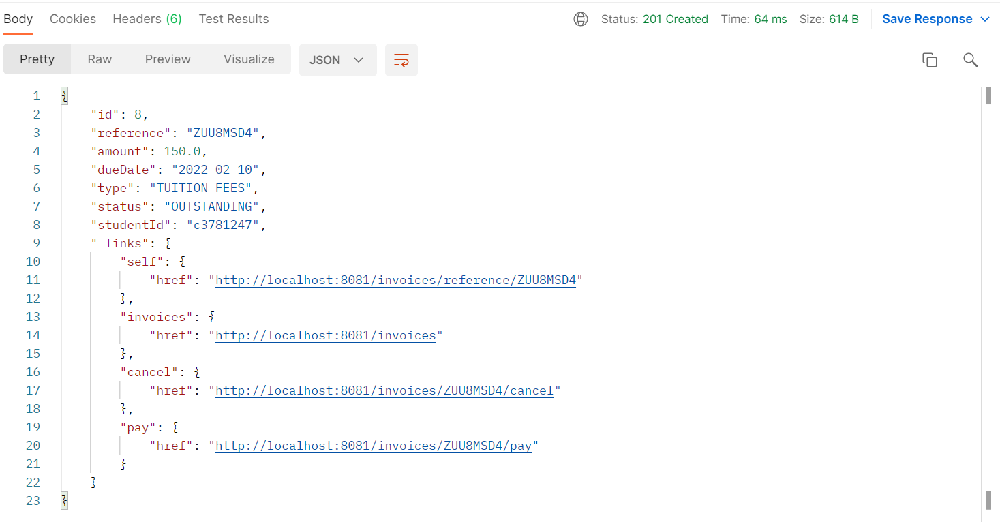 Body Cookies Headers (6) Test Results Status: 201 Created Time: 64 ms Size: 614 B Save Response
Pretty Raw Preview Visualize JSON
1 {
2 "id": 8,
3 "reference": "ZUU8MSD4",
4 "amount": 150.0,
5 "dueDate": "2022-02-10",
6 "type": "TUITION_FEES",
7 "status": "OUTSTANDING",
8 "studentId": "c3781247",
9 "_links": {
10 "self": {
11 "href": "http://localhost:8081/invoices/reference/ZUU8MSD4"
12 },
13 "invoices": {
14 "href": "http://localhost:8081/invoices"
15 },
16 "cancel": {
17 "href": "http://localhost:8081/invoices/ZUU8MSD4/cancel"
18 },
19 "pay": {
20 "href": "http://localhost:8081/invoices/ZUU8MSD4/pay"
21 }
22 }
23 }